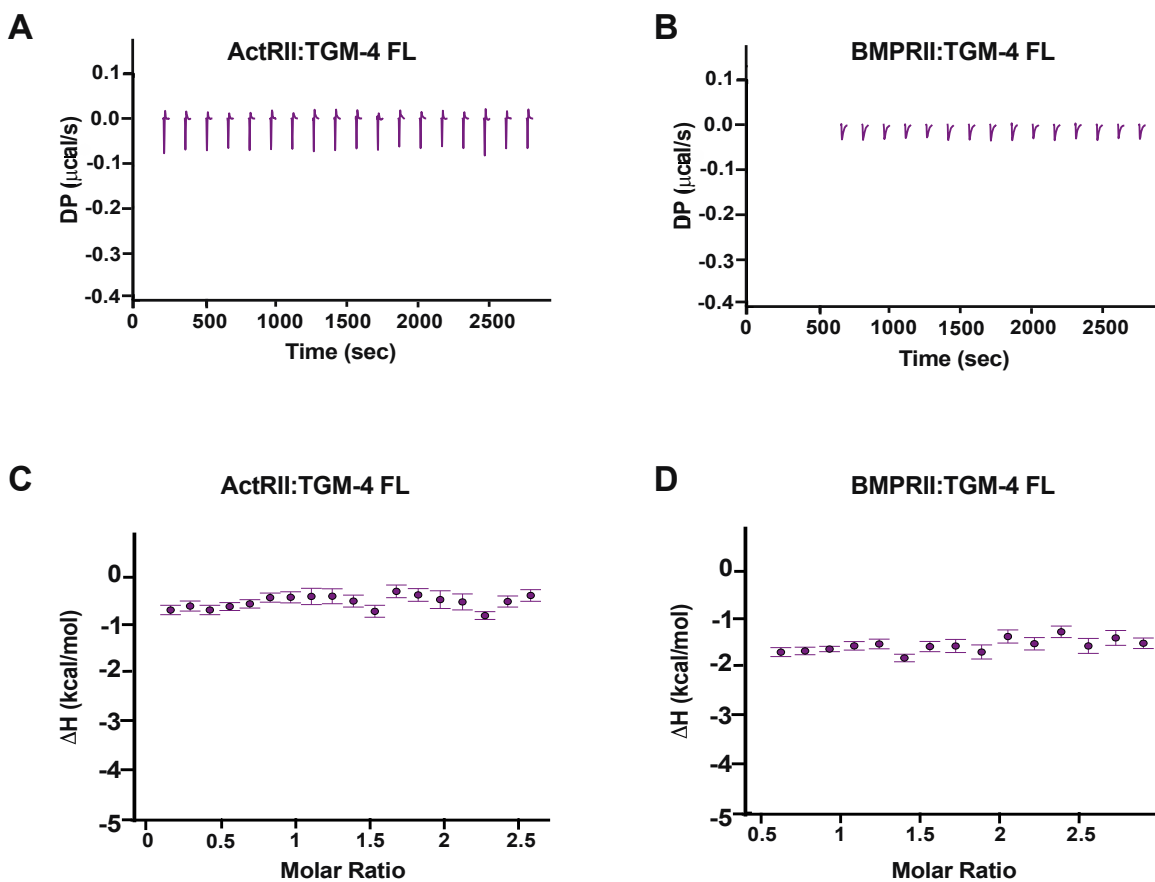 A
ActRII:TGM-4 FL
DP (μcal/s)
0.1
0.0
-0.1
-0.2
-0.3
-0.4
0 500 1000 1500 2000 2500
Time (sec)
B
BMPRII:TGM-4 FL
DP (μcal/s)
0.1
0.0
-0.1
-0.2
-0.3
-0.4
0 500 1000 1500 2000 2500
Time (sec)
C
ActRII:TGM-4 FL
ΔH (kcal/mol)
0
-1
-2
-3
-4
-5
0 0.5 1 1.5 2 2.5
Molar Ratio
D
BMPRII:TGM-4 FL
ΔH (kcal/mol)
0
-1
-2
-3
-4
-5
0.5 1 1.5 2 2.5
Molar Ratio